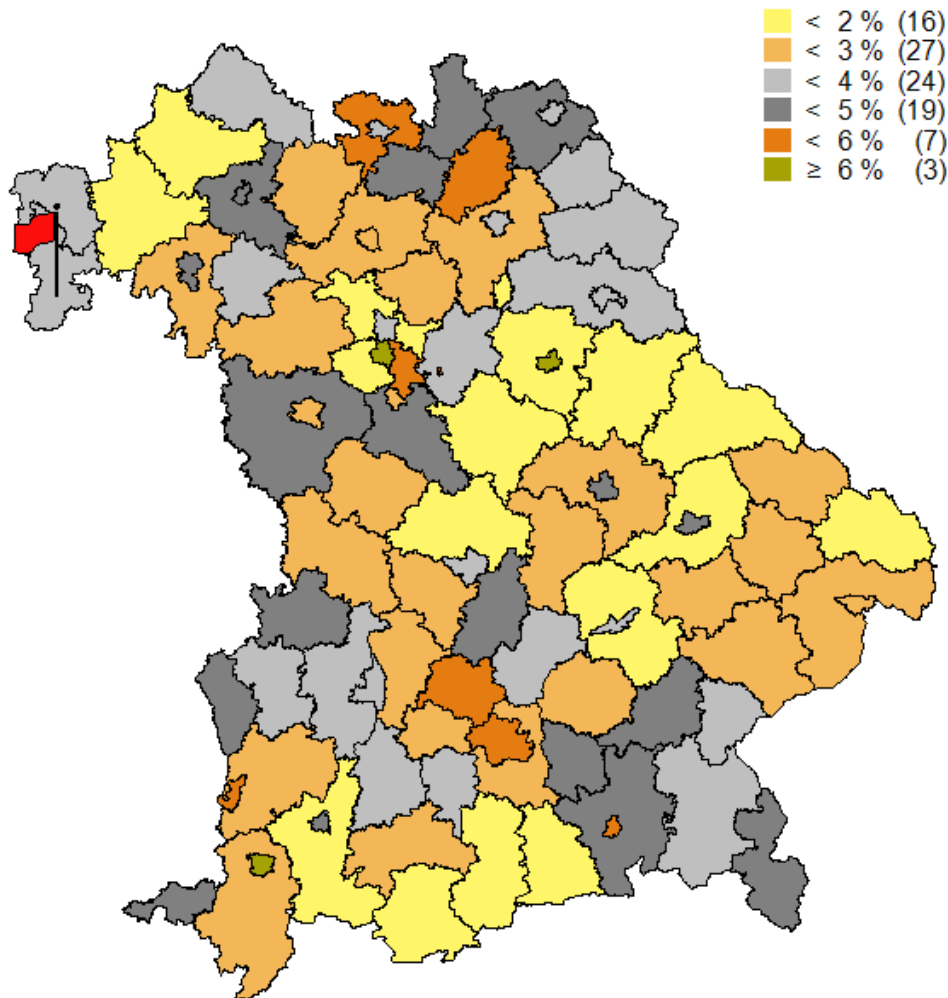 < 2 % (16)
< 3 % (27)
< 4 % (24)
< 5 % (19)
< 6 % (7)
≥ 6 % (3)